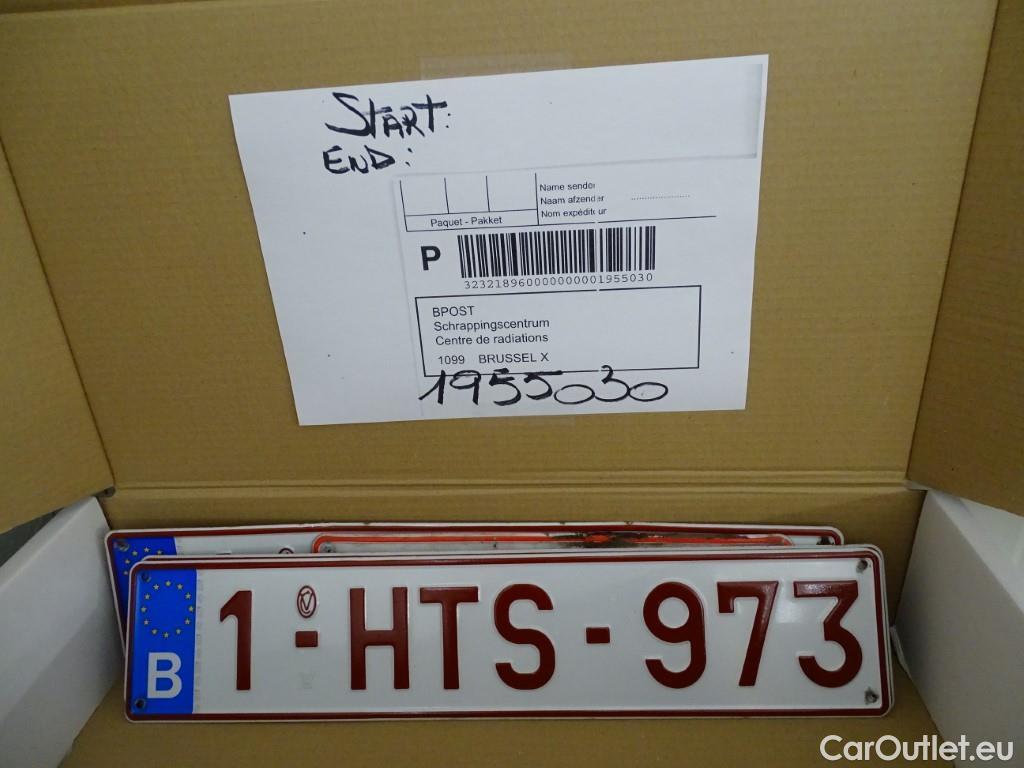 START:
END:
Name sender
Naam afzender ......................
Nom expéditeur
Paquet - Pakket
P
3232189600000000001955030
BPOST
Schrappingscentrum
Centre de radiations
1099 BRUSSEL X
1955030
B 1-HTS-973
CarOutlet.eu